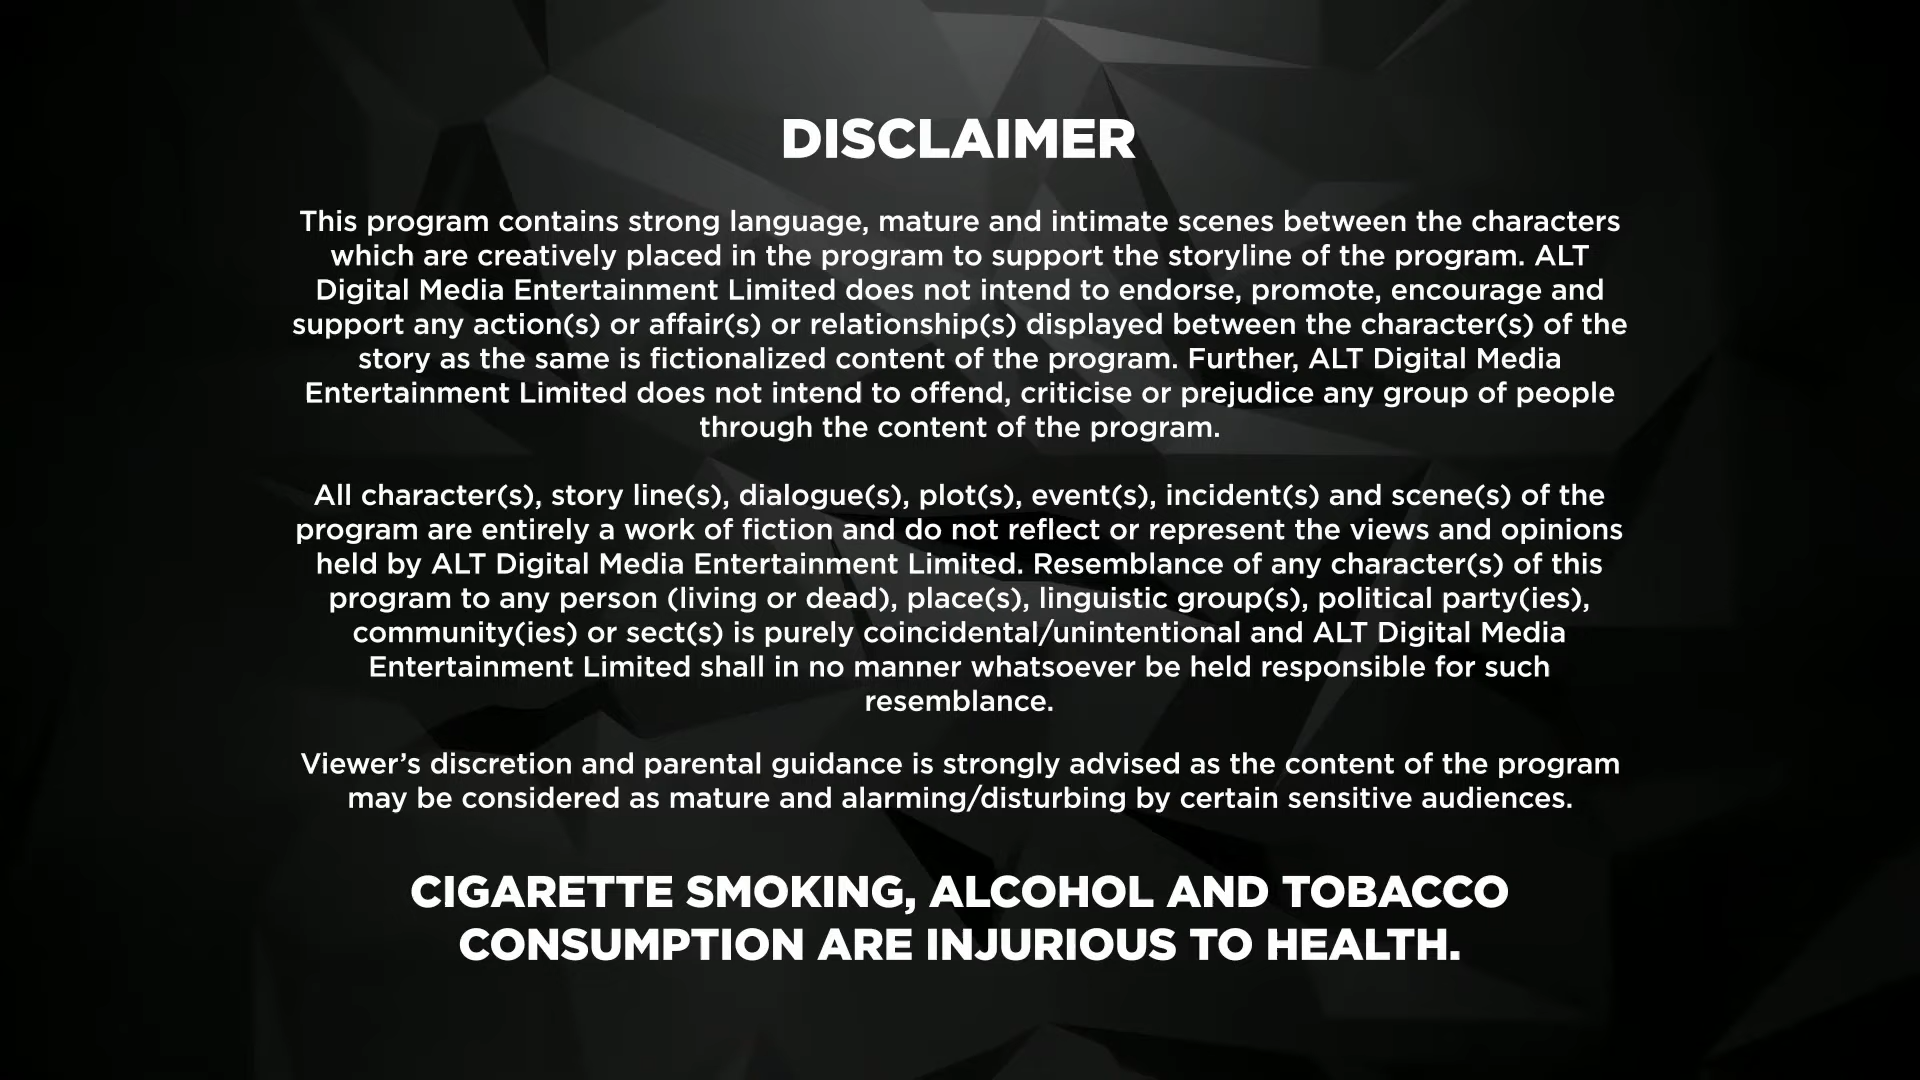 DISCLAIMER
This program contains strong language, mature and intimate scenes between the characters
which are creatively placed in the program to support the storyline of the program. ALT
Digital Media Entertainment Limited does not intend to endorse, promote, encourage and
support any action(s) or affair(s) or relationship(s) displayed between the character(s) of the
story as the same is fictionalized content of the program. Further, ALT Digital Media
Entertainment Limited does not intend to offend, criticise or prejudice any group of people
through the content of the program.
All character(s), story line(s), dialogue(s), plot(s), event(s), incident(s) and scene(s) of the
program are entirely a work of fiction and do not reflect or represent the views and opinions
held by ALT Digital Media Entertainment Limited. Resemblance of any character(s) of this
program to any person (living or dead), place(s), linguistic group(s), political party(ies),
community(ies) or sect(s) is purely coincidental/unintentional and ALT Digital Media
Entertainment Limited shall in no manner whatsoever be held responsible for such
resemblance.
Viewer’s discretion and parental guidance is strongly advised as the content of the program
may be considered as mature and alarming/disturbing by certain sensitive audiences.
CIGARETTE SMOKING, ALCOHOL AND TOBACCO
CONSUMPTION ARE INJURIOUS TO HEALTH.